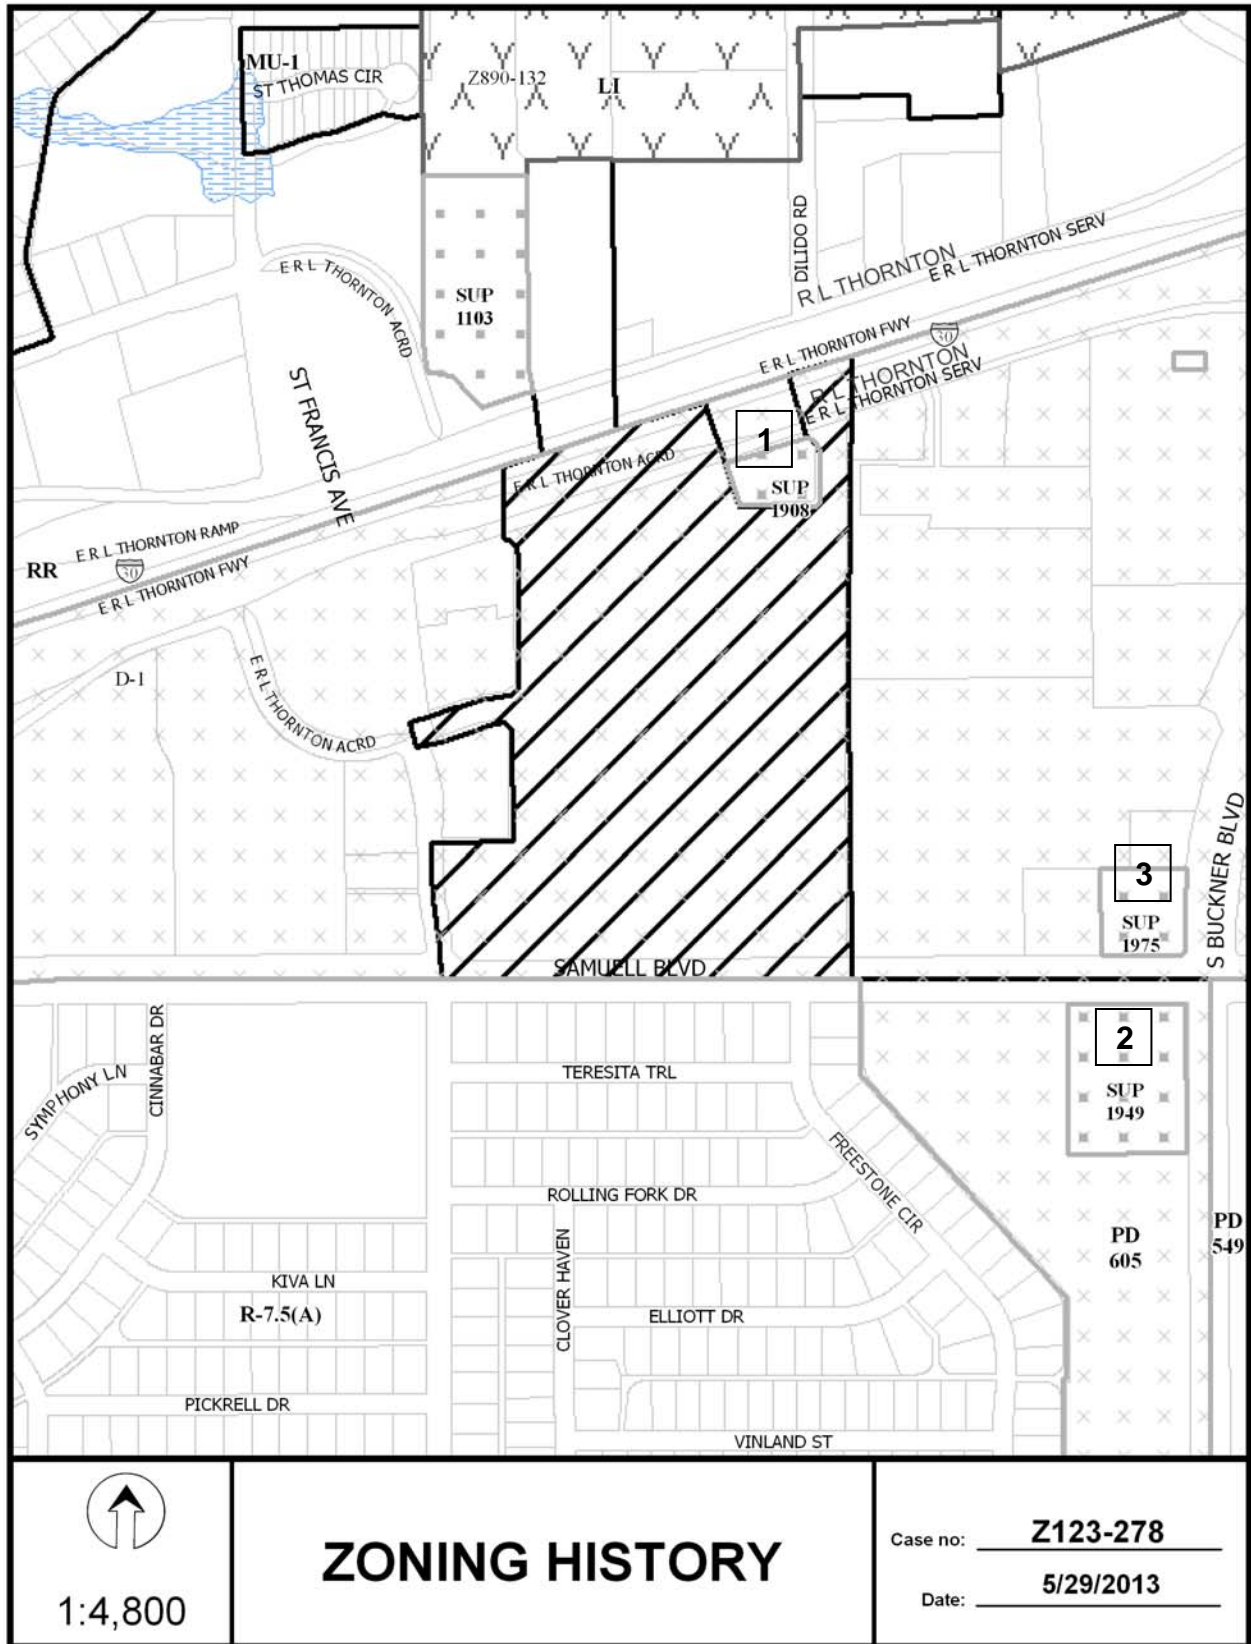 MU-1
ST THOMAS CIR
Z890-132
LI
DILIDO RD
R L THORNTON
E R L THORNTON SERV
E R L THORNTON ACRD
SUP
1103
E R L THORNTON FWY
30
R L THORNTON
E R L THORNTON SERV
ST FRANCIS AVE
1
E R L THORNTON ACRD
SUP
1908
E R L THORNTON RAMP
RR
30
E R L THORNTON FWY
D-1
E R L THORNTON ACRD
S BUCKNER BLVD
3
SUP
1975
SAMUELL BLVD
2
SUP
1949
CINNABAR DR
SYMPHONY LN
TERESITA TRL
FREESTONE CIR
ROLLING FORK DR
CLOVER HAVEN
PD
605
PD
549
KIVA LN
R-7.5(A)
ELLIOTT DR
PICKRELL DR
VINLAND ST
1:4,800
ZONING HISTORY
Case no: Z123-278
Date: 5/29/2013